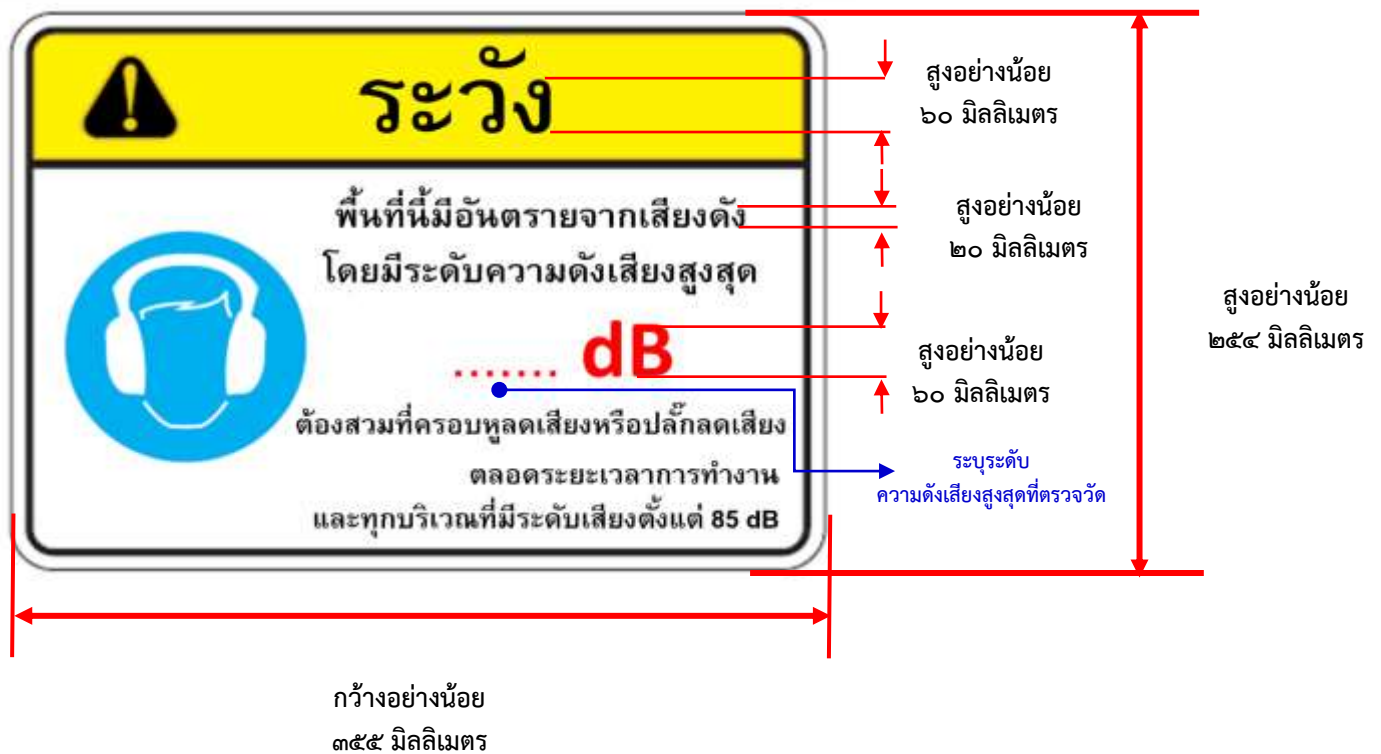 ระวัง
พื้นที่นี้มีอันตรายจากเสียงดัง
โดยมีระดับความดังเสียงสูงสุด
....... dB
ต้องสวมที่ครอบหูลดเสียงหรือปลั๊กลดเสียง
ตลอดระยะเวลาการทำงาน
และทุกบริเวณที่มีระดับเสียงตั้งแต่ 85 dB
สูงอย่างน้อย
๖๐ มิลลิเมตร
สูงอย่างน้อย
๒๐ มิลลิเมตร
สูงอย่างน้อย
๖๐ มิลลิเมตร
ระบุระดับ
ความดังเสียงสูงสุดที่ตรวจวัด
สูงอย่างน้อย
๒๕๔ มิลลิเมตร
กว้างอย่างน้อย
๓๕๕ มิลลิเมตร